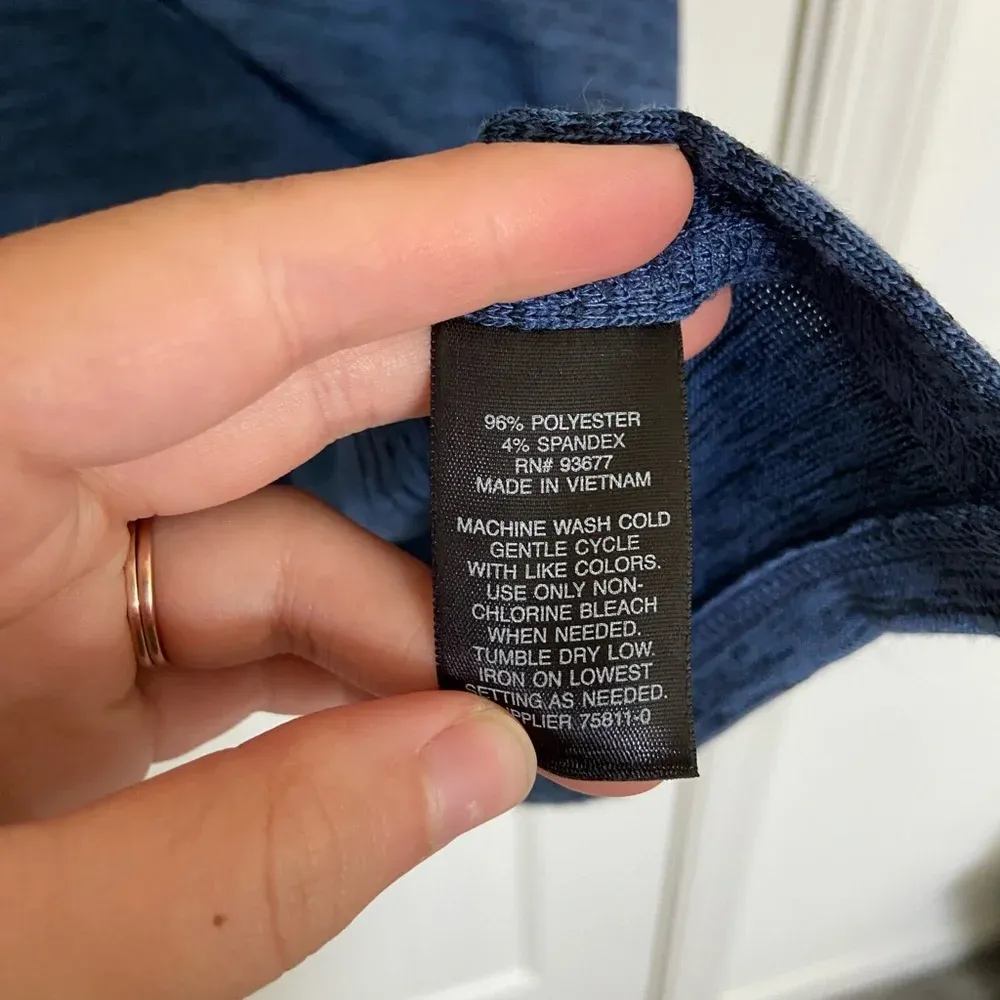 96% POLYESTER
4% SPANDEX
RN# 93677
MADE IN VIETNAM
MACHINE WASH COLD
GENTLE CYCLE
WITH LIKE COLORS.
USE ONLY NON-
CHLORINE BLEACH
WHEN NEEDED.
TUMBLE DRY LOW.
IRON ON LOWEST
SETTING AS NEEDED.
75811-0